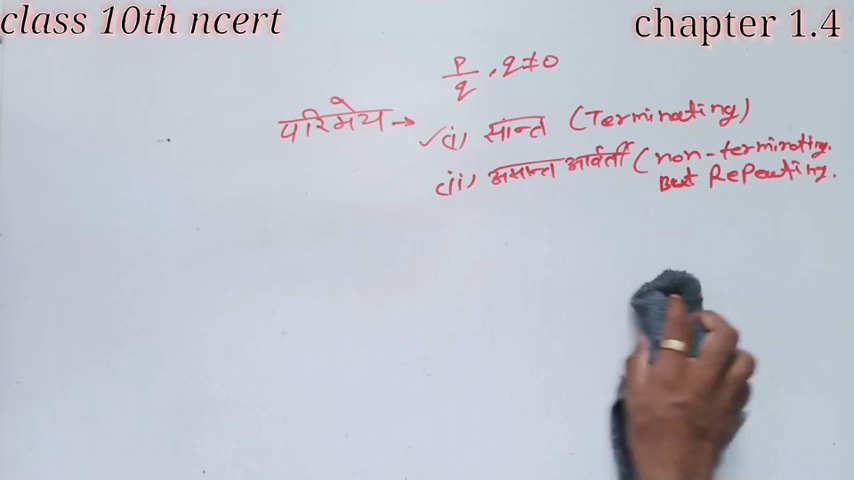 class 10th ncert
chapter 1.4
p/q, q≠0
परिमेय → ✓(i) सांन्त (Terminating)
(ii) असान्त आवर्ती (non-terminating.
But Repeating.